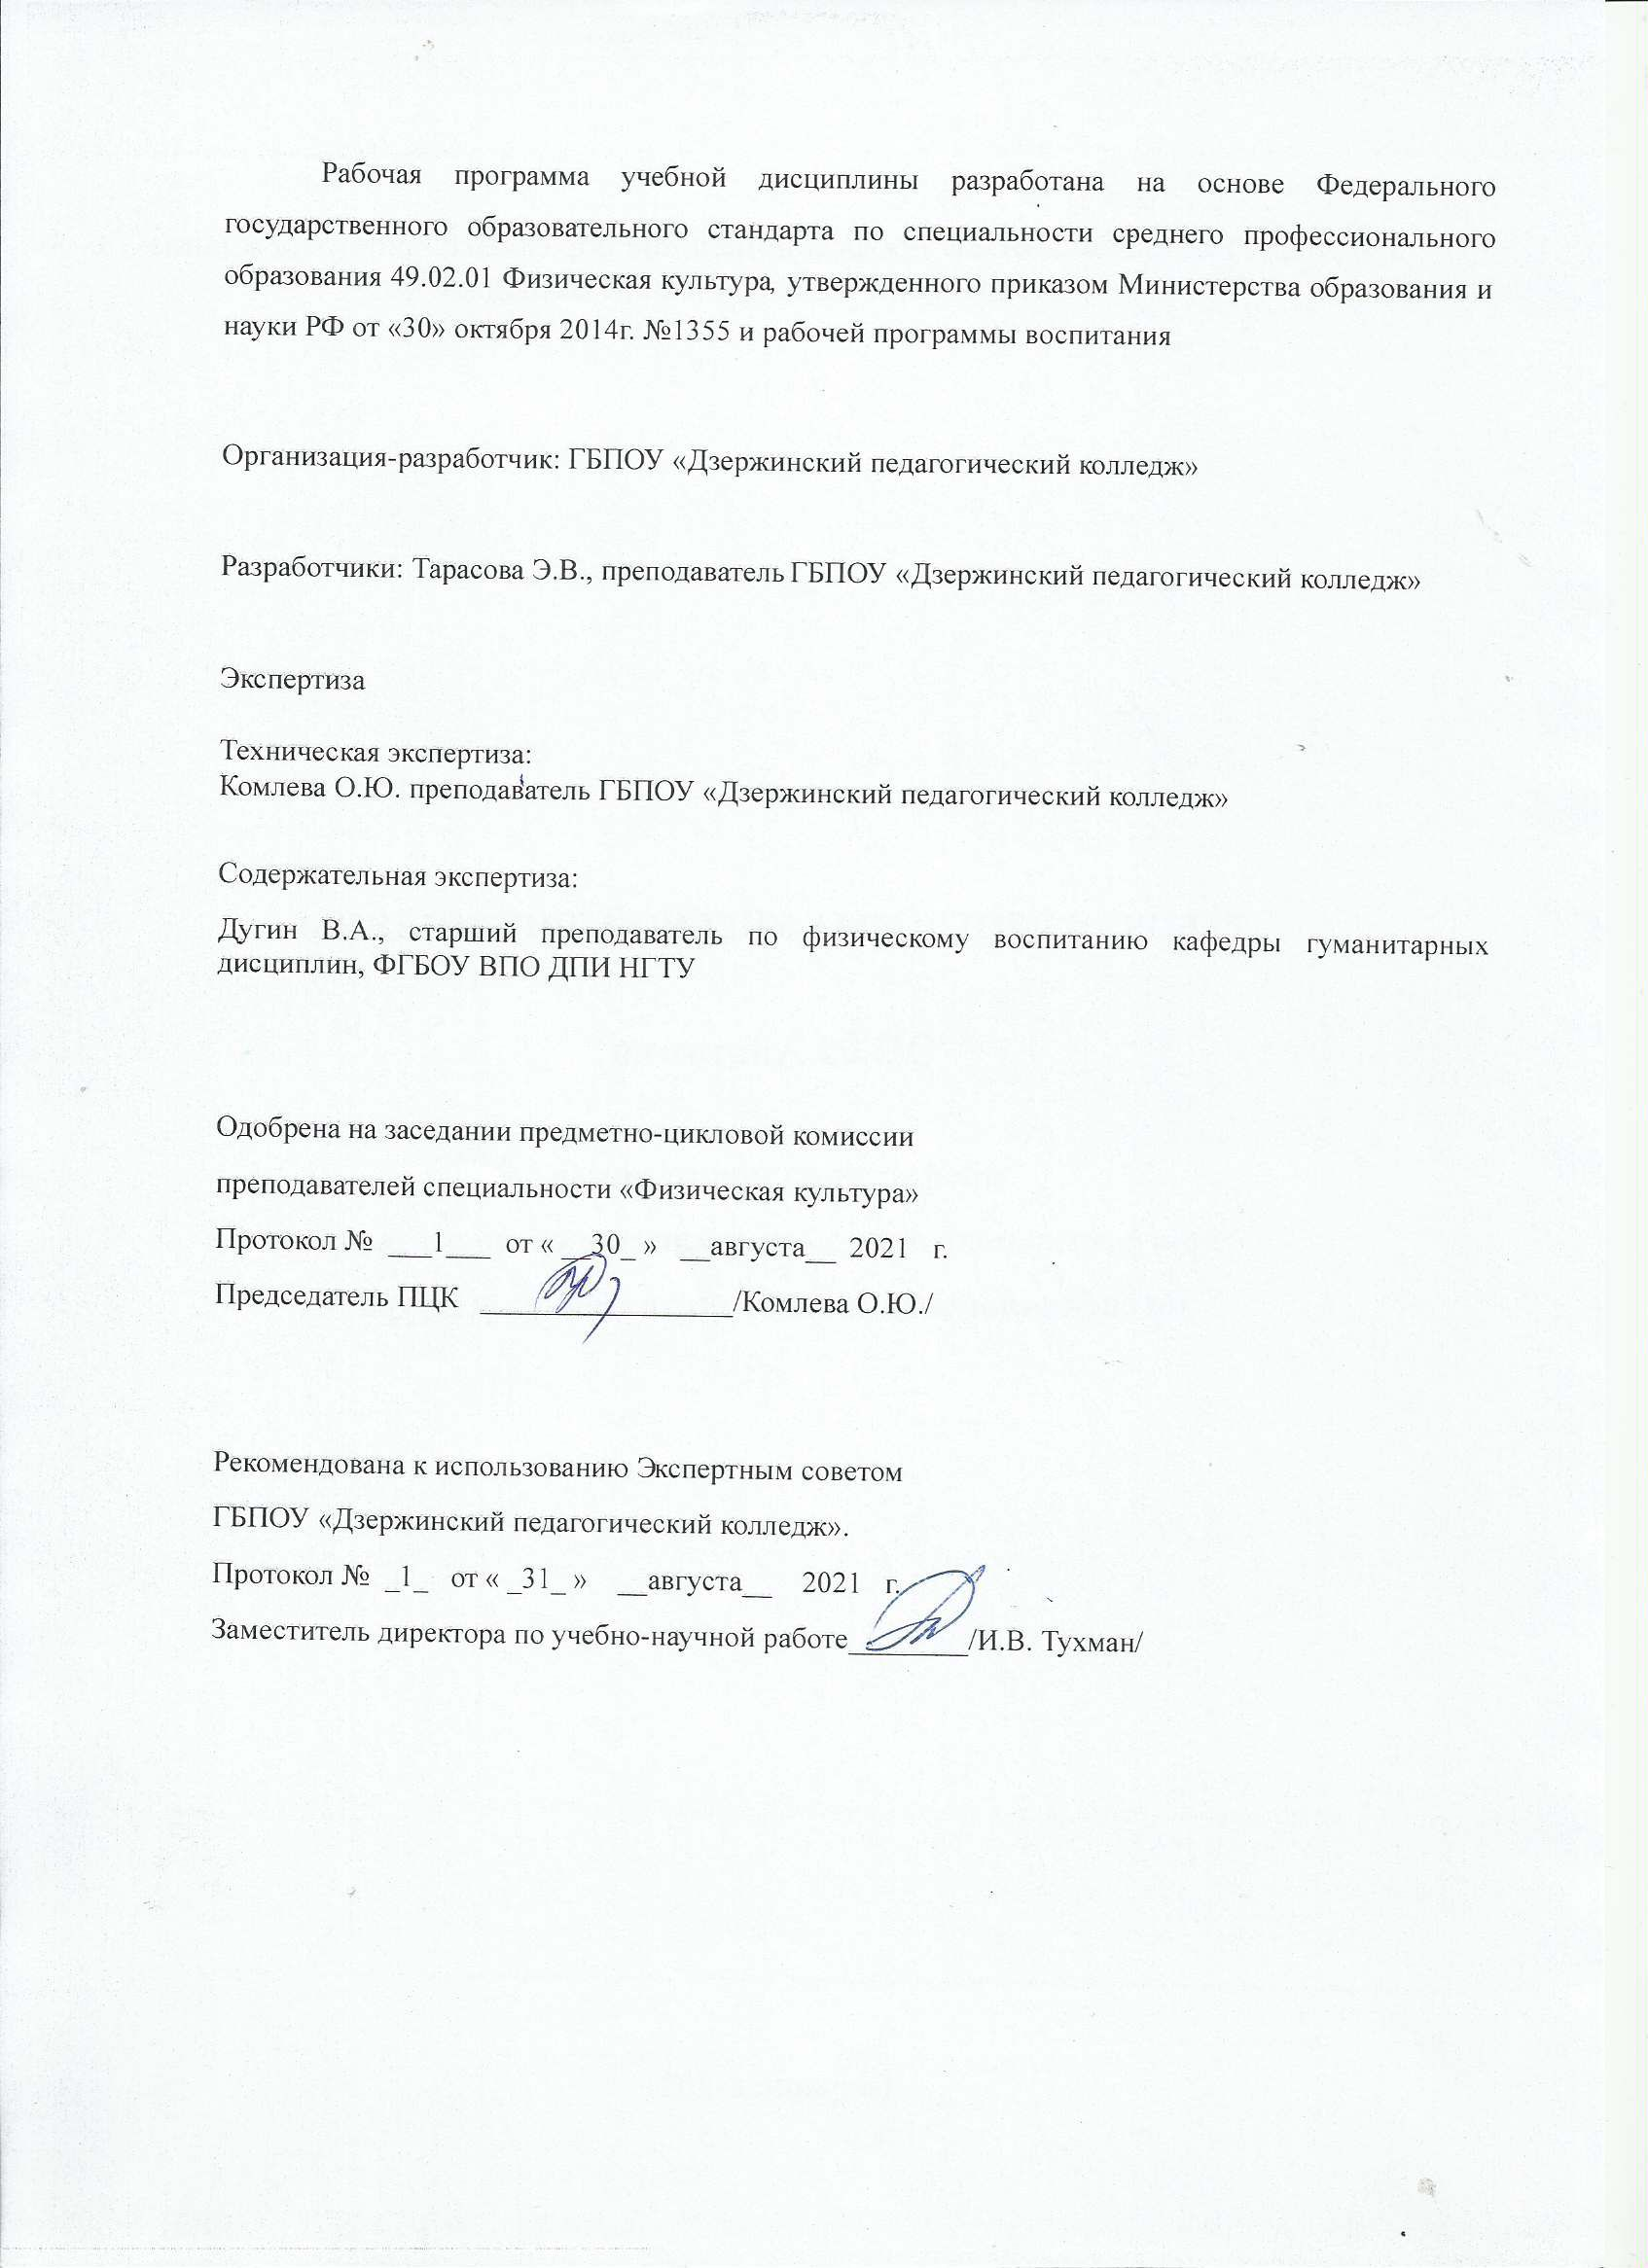 Рабочая программа учебной дисциплины разработана на основе Федерального
государственного образовательного стандарта по специальности среднего профессионального
образования 49.02.01 Физическая культура, утвержденного приказом Министерства образования и
науки РФ от «30» октября 2014г. №1355 и рабочей программы воспитания
Организация-разработчик: ГБПОУ «Дзержинский педагогический колледж»
Разработчики: Тарасова Э.В., преподаватель ГБПОУ «Дзержинский педагогический колледж»
Экспертиза
Техническая экспертиза:
Комлева О.Ю. преподаватель ГБПОУ «Дзержинский педагогический колледж»
Содержательная экспертиза:
Дугин В.А., старший преподаватель по физическому воспитанию кафедры гуманитарных
дисциплин, ФГБОУ ВПО ДПИ НГТУ
Одобрена на заседании предметно-цикловой комиссии
преподавателей специальности «Физическая культура»
Протокол № ___1___ от « __30_ » __августа__ 2021 г.
Председатель ПЦК _________________/Комлева О.Ю./
Рекомендована к использованию Экспертным советом
ГБПОУ «Дзержинский педагогический колледж».
Протокол № _1_ от « _31_ » __августа__ 2021 г.
Заместитель директора по учебно-научной работе________/И.В. Тухман/